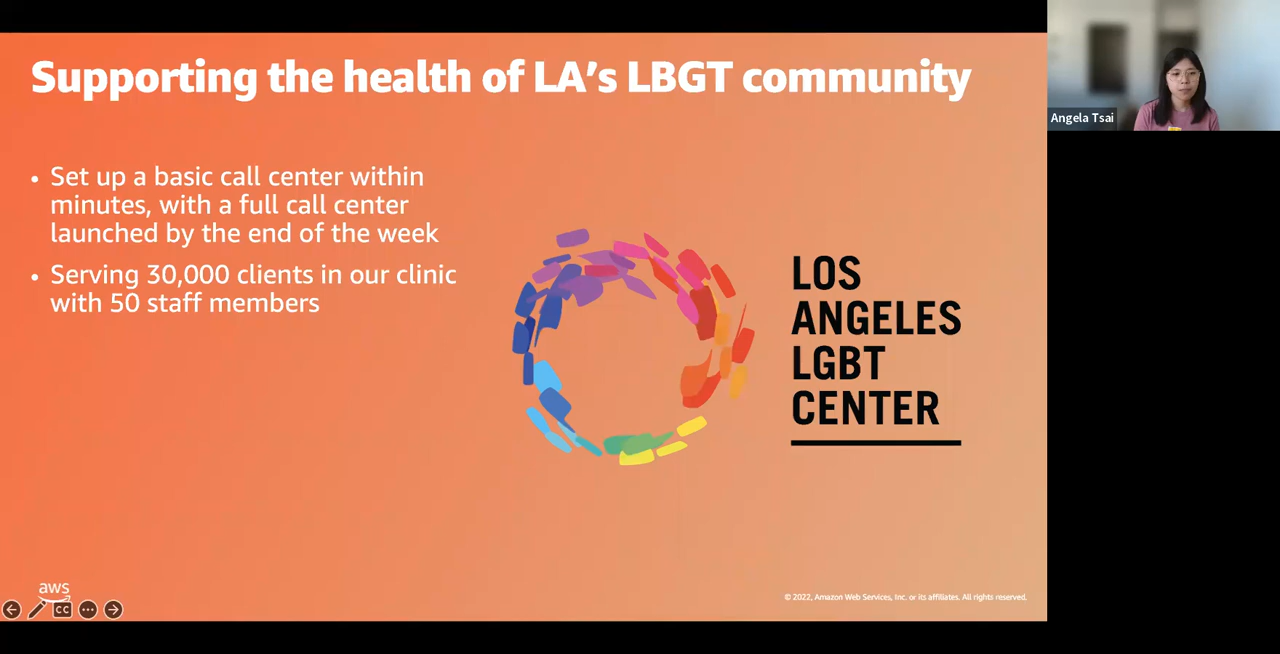 Supporting the health of LA's LBGT community
• Set up a basic call center within
minutes, with a full call center
launched by the end of the week
• Serving 30,000 clients in our clinic
with 50 staff members
LOS
ANGELES
LGBT
CENTER
aws
CC
© 2022, Amazon Web Services, Inc. or its affiliates. All rights reserved.
Angela Tsai